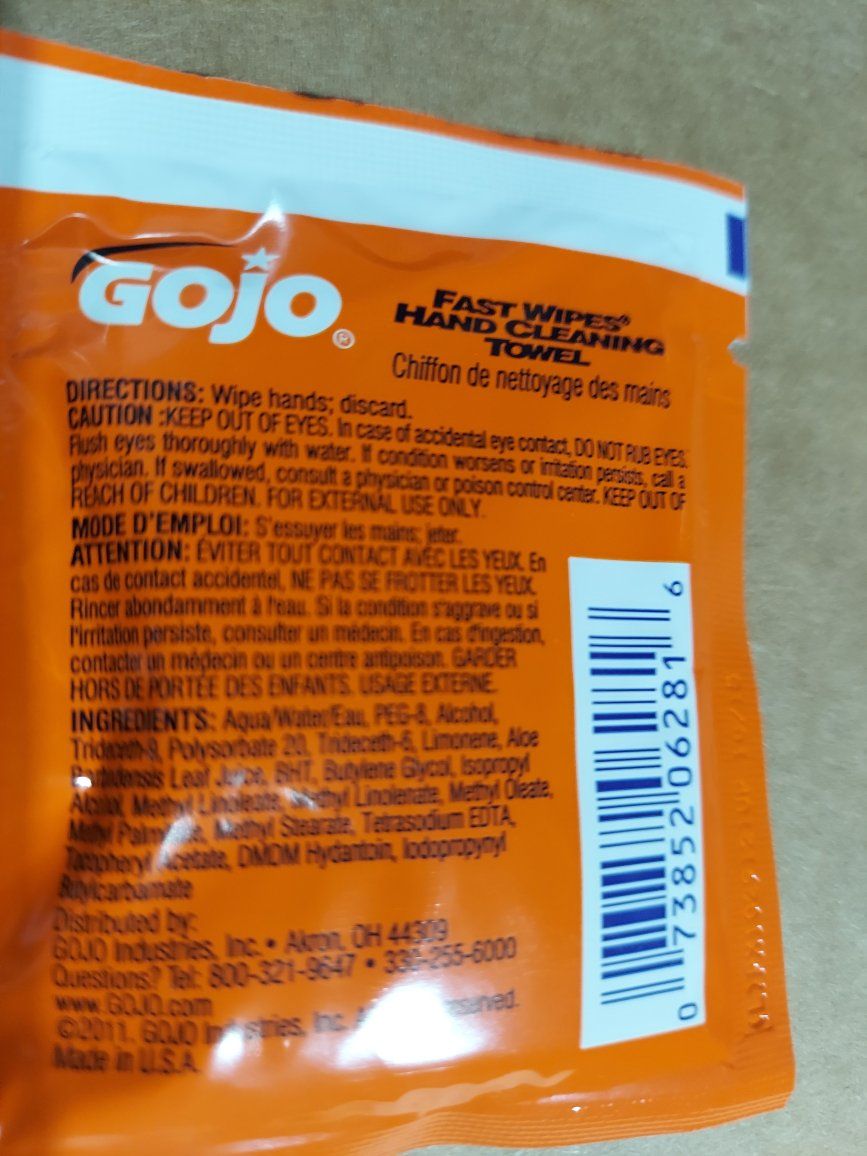 GOJO®
FAST WIPES®
HAND CLEANING
TOWEL
Chiffon de nettoyage des mains
DIRECTIONS: Wipe hands; discard.
CAUTION :KEEP OUT OF EYES. In case of accidental eye contact, DO NOT RUB EYES.
Flush eyes thoroughly with water. If condition worsens or irritation persists, call a
physician. If swallowed, consult a physician or poison control center. KEEP OUT OF
REACH OF CHILDREN. FOR EXTERNAL USE ONLY.
MODE D'EMPLOI: S'essuyer les mains; jeter.
ATTENTION: ÉVITER TOUT CONTACT AVEC LES YEUX. En
cas de contact accidentel, NE PAS SE FROTTER LES YEUX.
Rincer abondamment à l'eau. Si la condition s'aggrave ou si
l'irritation persiste, consulter un médecin. En cas d'ingestion,
contacter un médecin ou un centre antipoison. GARDER
HORS DE PORTÉE DES ENFANTS. USAGE EXTERNE.
INGREDIENTS: Aqua/Water/Eau, PEG-8, Alcohol,
Trideceth-9, Polysorbate 20, Trideceth-6, Limonene, Aloe
Barbadensis Leaf Juice, BHT, Butylene Glycol, Isopropyl
Alcohol, Methyl Linoleate, Methyl Linolenate, Methyl Oleate,
Methyl Palmitate, Methyl Stearate, Tetrasodium EDTA,
Tocopheryl Acetate, DMDM Hydantoin, Iodopropynyl
Butylcarbamate
Distributed by:
GOJO Industries, Inc. • Akron, OH 44309
Questions? Tel: 800-321-9647 • 330-255-6000
www.GOJO.com
©2011. GOJO Industries, Inc. All reserved.
Made in U.S.A.
0 73852 06281 6